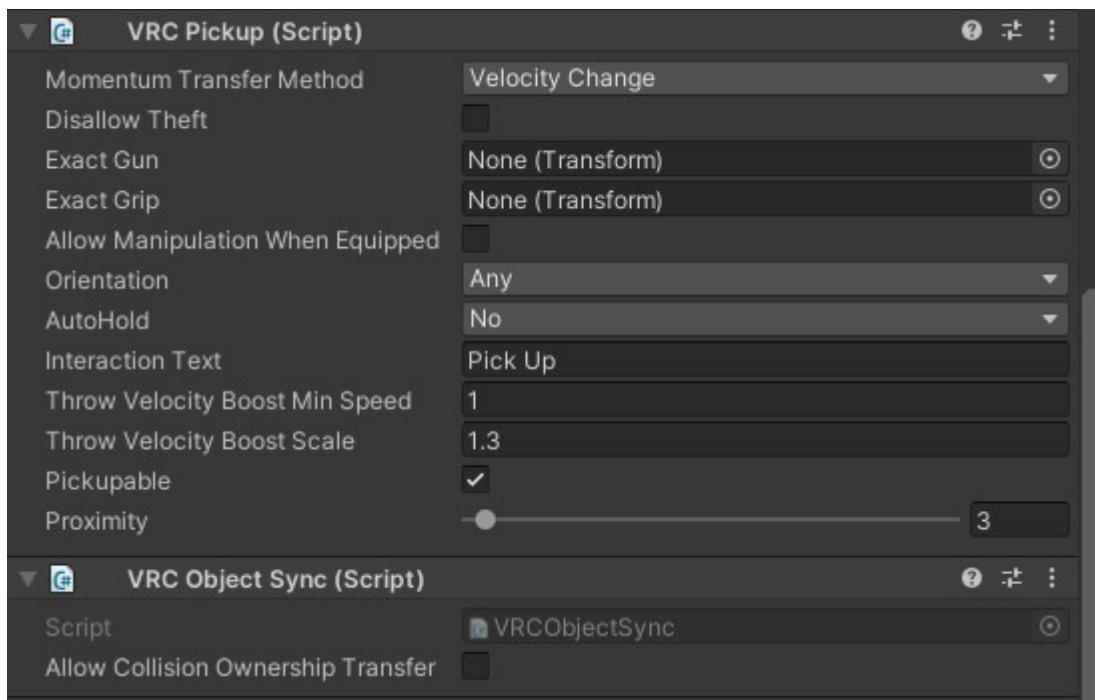 VRC Pickup (Script)
Momentum Transfer Method Velocity Change
Disallow Theft
Exact Gun None (Transform)
Exact Grip None (Transform)
Allow Manipulation When Equipped
Orientation Any
AutoHold No
Interaction Text Pick Up
Throw Velocity Boost Min Speed 1
Throw Velocity Boost Scale 1.3
Pickupable
Proximity 3
VRC Object Sync (Script)
Script VRCObjectSync
Allow Collision Ownership Transfer